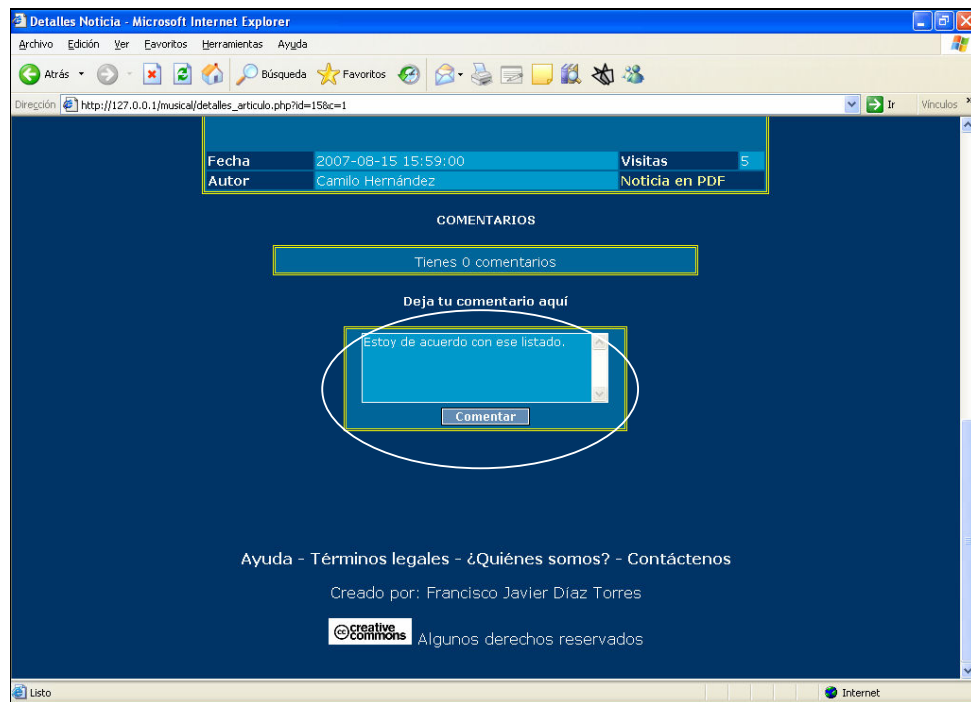 Detalles Noticia - Microsoft Internet Explorer
Archivo Edición Ver Favoritos Herramientas Ayuda
Atrás Búsqueda Favoritos
Dirección http://127.0.0.1/musical/detalles_articulo.php?id=15&c=1 Ir Vínculos »
Fecha 2007-08-15 15:59:00 Visitas 5
Autor Camilo Hernández Noticia en PDF
COMENTARIOS
Tienes 0 comentarios
Deja tu comentario aquí
Estoy de acuerdo con ese listado.
Comentar
Ayuda - Términos legales - ¿Quiénes somos? - Contáctenos
Creado por: Francisco Javier Díaz Torres
cc creative commons Algunos derechos reservados
Listo Internet